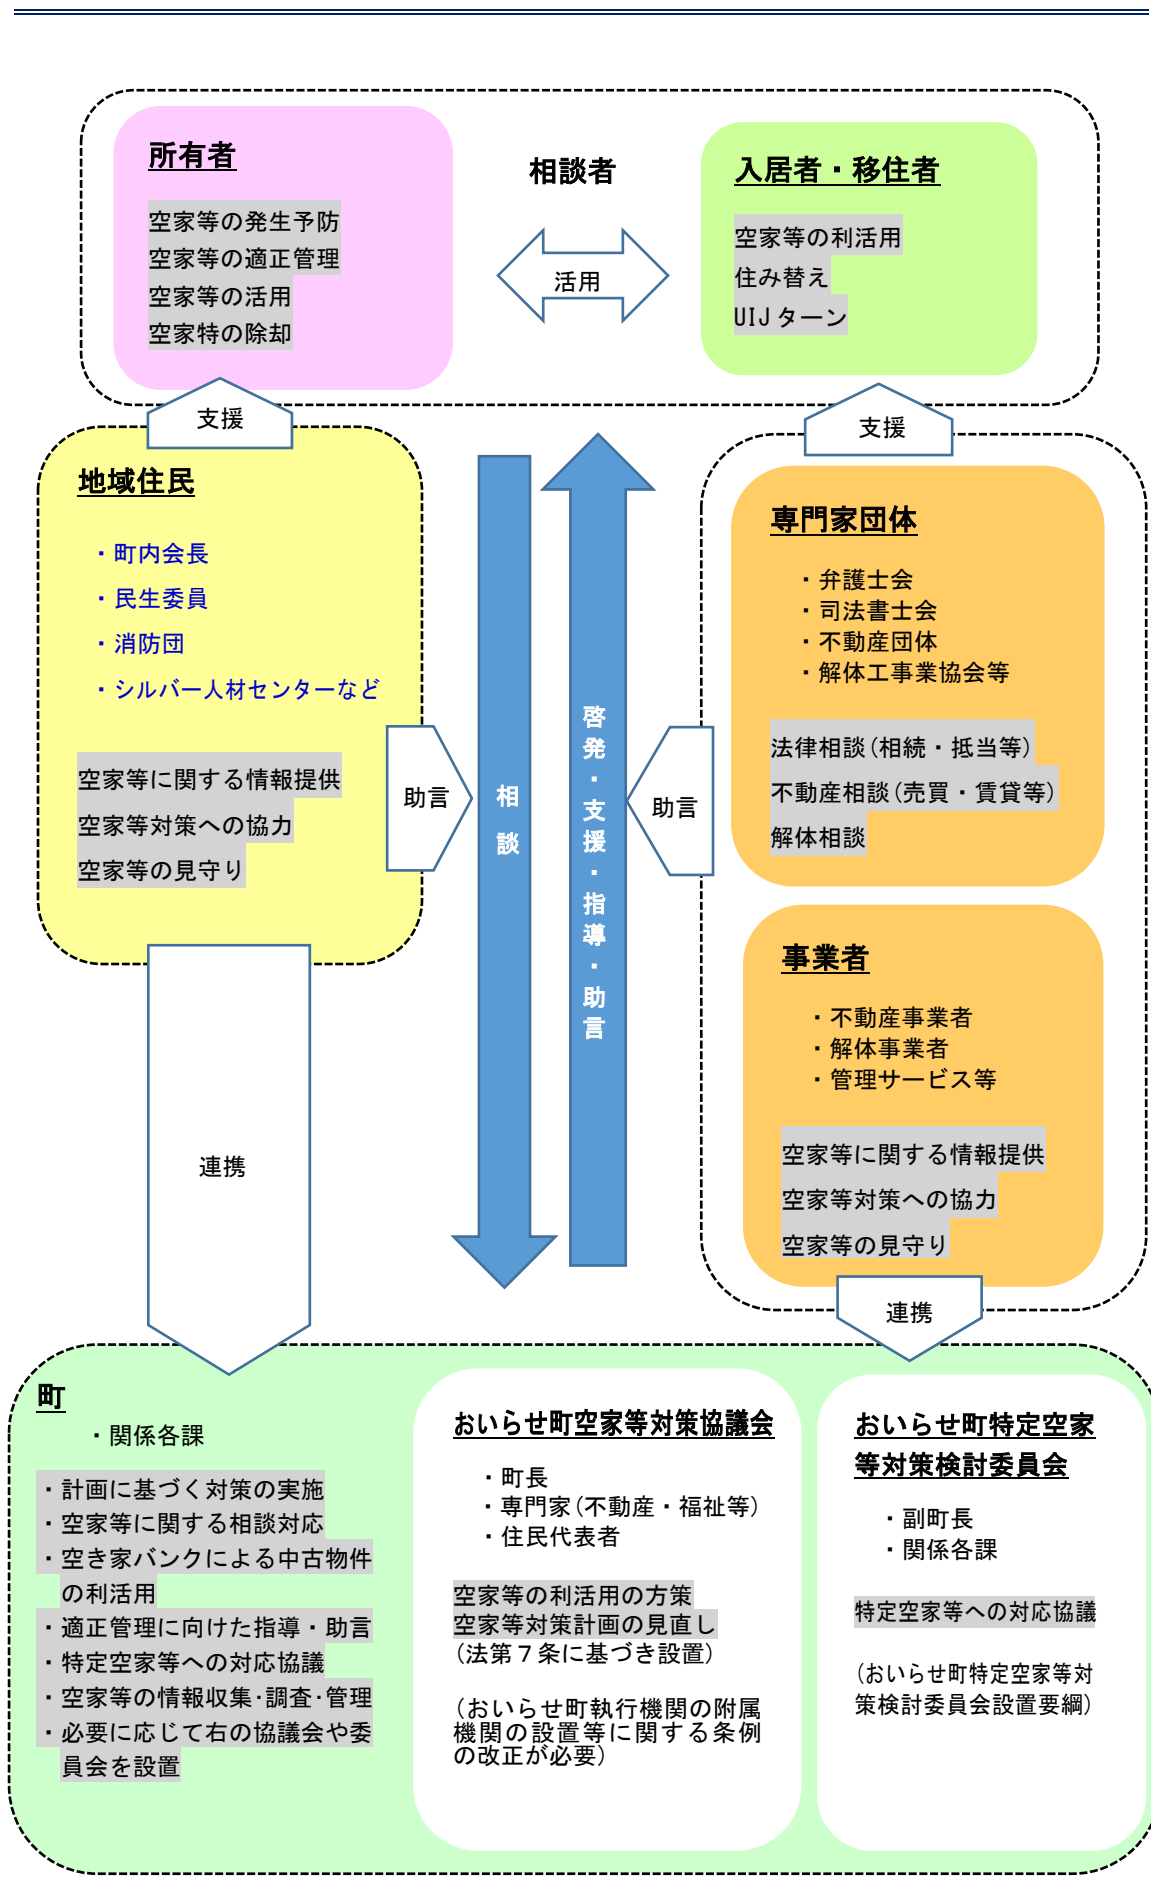 所有者
空家等の発生予防
空家等の適正管理
空家等の活用
空家特の除却
相談者
活用
入居者・移住者
空家等の利活用
住み替え
UIJターン
支援
支援
地域住民
・町内会長
・民生委員
・消防団
・シルバー人材センターなど
空家等に関する情報提供
空家等対策への協力
空家等の見守り
助言
相談
啓発・支援・指導・助言
助言
専門家団体
・弁護士会
・司法書士会
・不動産団体
・解体工事業協会等
法律相談(相続・抵当等)
不動産相談(売買・賃貸等)
解体相談
事業者
・不動産事業者
・解体事業者
・管理サービス等
空家等に関する情報提供
空家等対策への協力
空家等の見守り
連携
連携
町
・関係各課
・計画に基づく対策の実施
・空家等に関する相談対応
・空き家バンクによる中古物件
の利活用
・適正管理に向けた指導・助言
・特定空家等への対応協議
・空家等の情報収集・調査・管理
・必要に応じて右の協議会や委
員会を設置
おいらせ町空家等対策協議会
・町長
・専門家(不動産・福祉等)
・住民代表者
空家等の利活用の方策
空家等対策計画の見直し
(法第7条に基づき設置)
(おいらせ町執行機関の附属
機関の設置等に関する条例
の改正が必要)
おいらせ町特定空家
等対策検討委員会
・副町長
・関係各課
特定空家等への対応協議
(おいらせ町特定空家等対
策検討委員会設置要綱)